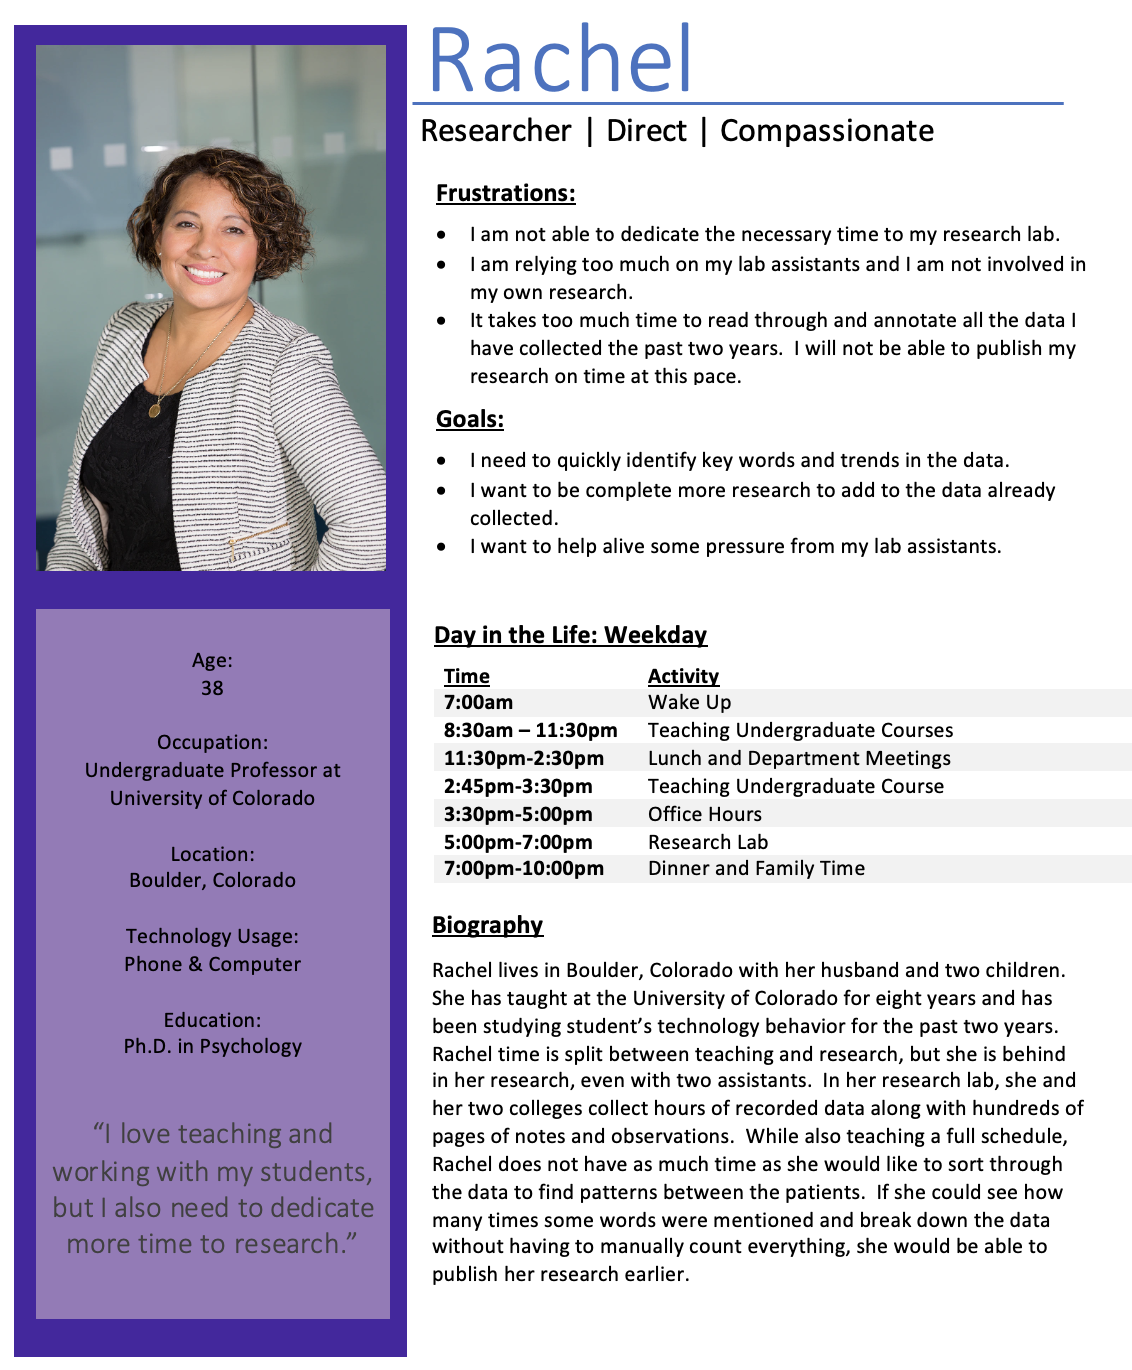 Rachel
Researcher | Direct | Compassionate
Frustrations:
• I am not able to dedicate the necessary time to my research lab.
• I am relying too much on my lab assistants and I am not involved in
my own research.
• It takes too much time to read through and annotate all the data I
have collected the past two years.  I will not be able to publish my
research on time at this pace.
Goals:
• I need to quickly identify key words and trends in the data.
• I want to be complete more research to add to the data already
collected.
• I want to help alive some pressure from my lab assistants.
Day in the Life: Weekday
Time Activity
7:00am Wake Up
8:30am – 11:30pm Teaching Undergraduate Courses
11:30pm-2:30pm Lunch and Department Meetings
2:45pm-3:30pm Teaching Undergraduate Course
3:30pm-5:00pm Office Hours
5:00pm-7:00pm Research Lab
7:00pm-10:00pm Dinner and Family Time
Biography
Rachel lives in Boulder, Colorado with her husband and two children.
She has taught at the University of Colorado for eight years and has
been studying student’s technology behavior for the past two years.
Rachel time is split between teaching and research, but she is behind
in her research, even with two assistants.  In her research lab, she and
her two colleges collect hours of recorded data along with hundreds of
pages of notes and observations.  While also teaching a full schedule,
Rachel does not have as much time as she would like to sort through
the data to find patterns between the patients.  If she could see how
many times some words were mentioned and break down the data
without having to manually count everything, she would be able to
publish her research earlier.
Age:
38
Occupation:
Undergraduate Professor at
University of Colorado
Location:
Boulder, Colorado
Technology Usage:
Phone & Computer
Education:
Ph.D. in Psychology
“I love teaching and
working with my students,
but I also need to dedicate
more time to research.”